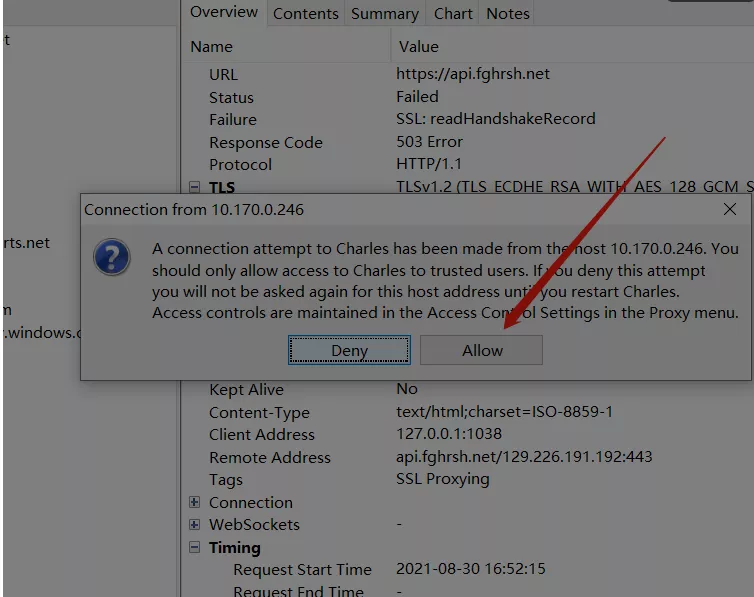 Overview Contents Summary Chart Notes
et
Name Value
URL https://api.fghrsh.net
Status Failed
Failure SSL: readHandshakeRecord
Response Code 503 Error
Protocol HTTP/1.1
TLS TLSv1.2 (TLS_ECDHE_RSA_WITH_AES_128_GCM_S
Connection from 10.170.0.246
rts.net
A connection attempt to Charles has been made from the host 10.170.0.246. You
should only allow access to Charles to trusted users. If you deny this attempt
you will not be asked again for this host address until you restart Charles.
Access controls are maintained in the Access Control Settings in the Proxy menu.
m
.windows.c
Deny Allow
Kept Alive No
Content-Type text/html;charset=ISO-8859-1
Client Address 127.0.0.1:1038
Remote Address api.fghrsh.net/129.226.191.192:443
Tags SSL Proxying
Connection
WebSockets -
Timing
Request Start Time 2021-08-30 16:52:15
Request End Time -